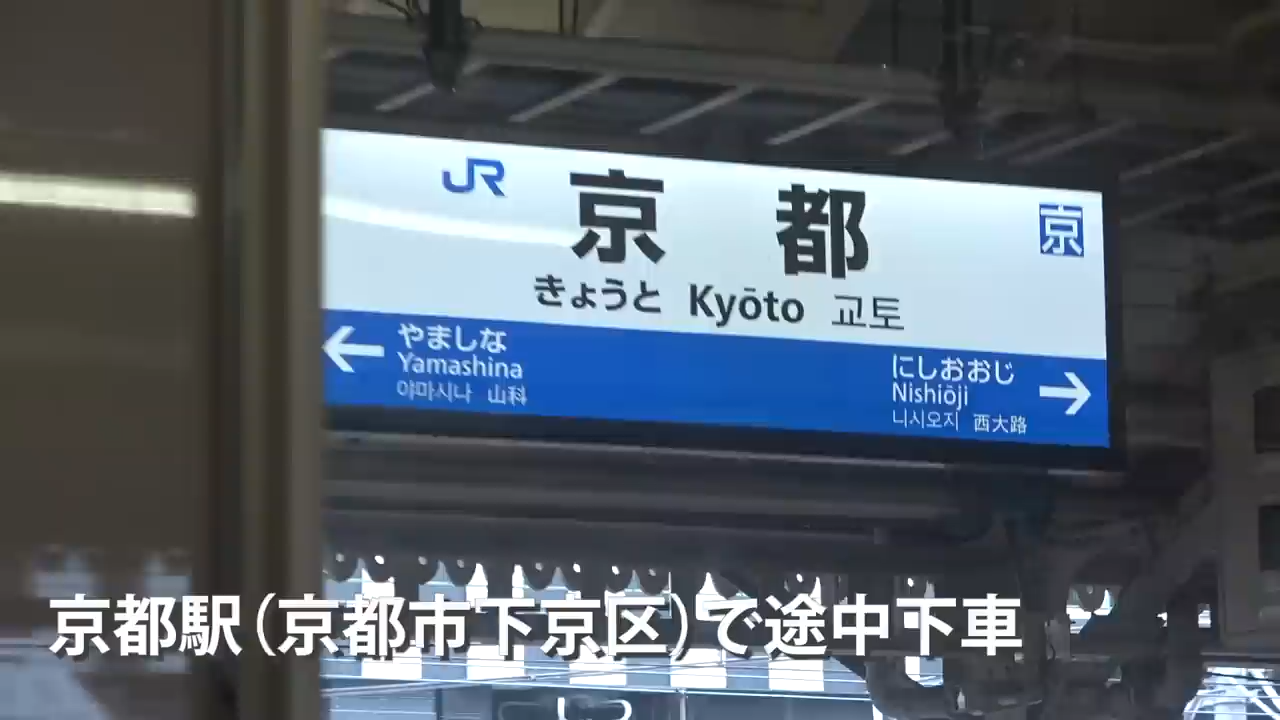 JR
京都
京
きょうと Kyōto 교토
やましな
Yamashina
야마시나 山科
にしおおじ
Nishiōji
니시오지 西大路
京都駅(京都市下京区)で途中下車